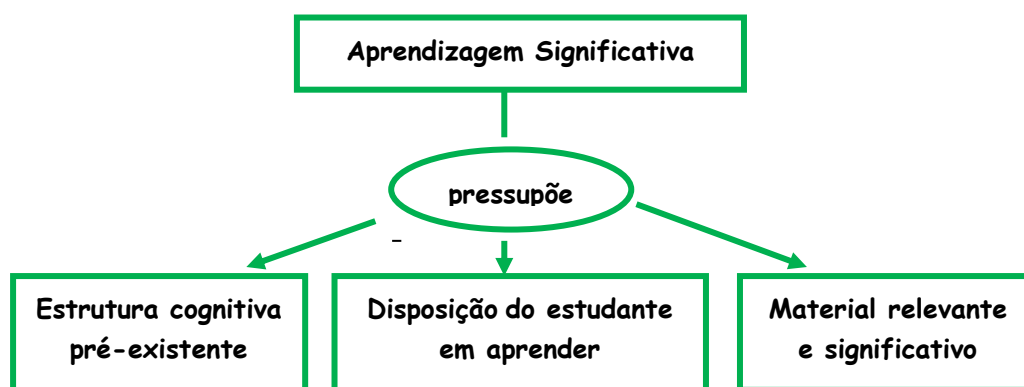 Aprendizagem Significativa
pressupõe
Estrutura cognitiva
pré-existente
Disposição do estudante
em aprender
Material relevante
e significativo